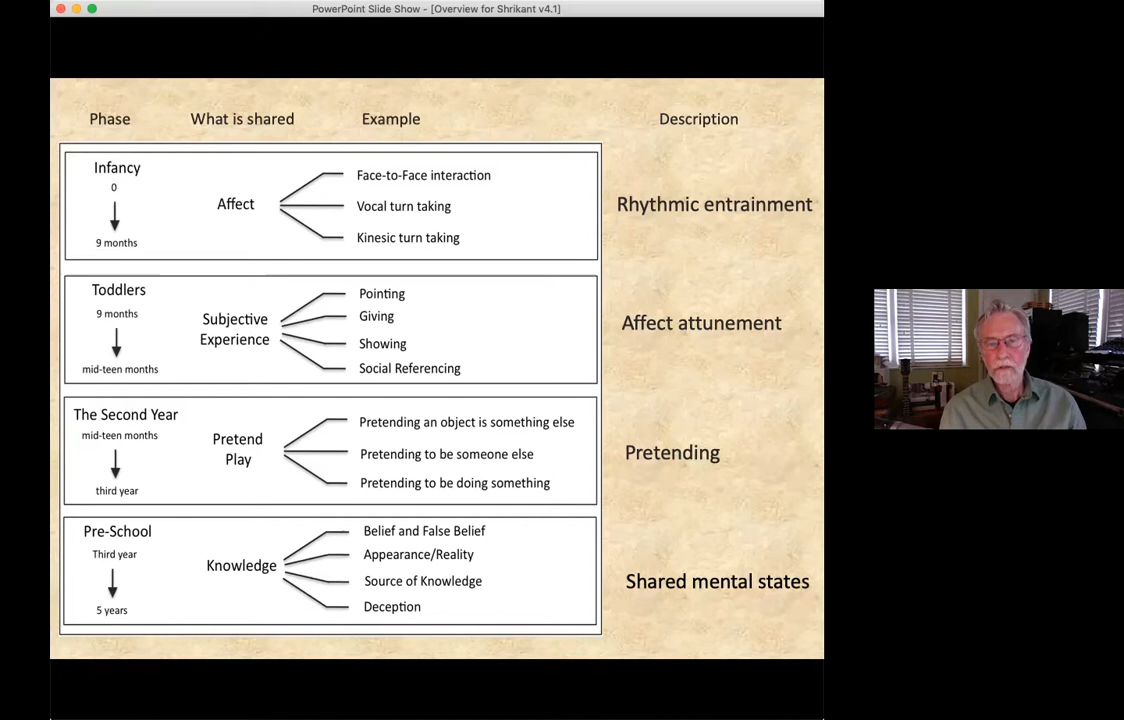 PowerPoint Slide Show - [Overview for Shrikant v4.1]
Phase What is shared Example Description
Infancy
0
9 months
Affect
Face-to-Face interaction
Vocal turn taking
Kinesic turn taking
Rhythmic entrainment
Toddlers
9 months
mid-teen months
Subjective
Experience
Pointing
Giving
Showing
Social Referencing
Affect attunement
The Second Year
mid-teen months
third year
Pretend
Play
Pretending an object is something else
Pretending to be someone else
Pretending to be doing something
Pretending
Pre-School
Third year
5 years
Knowledge
Belief and False Belief
Appearance/Reality
Source of Knowledge
Deception
Shared mental states